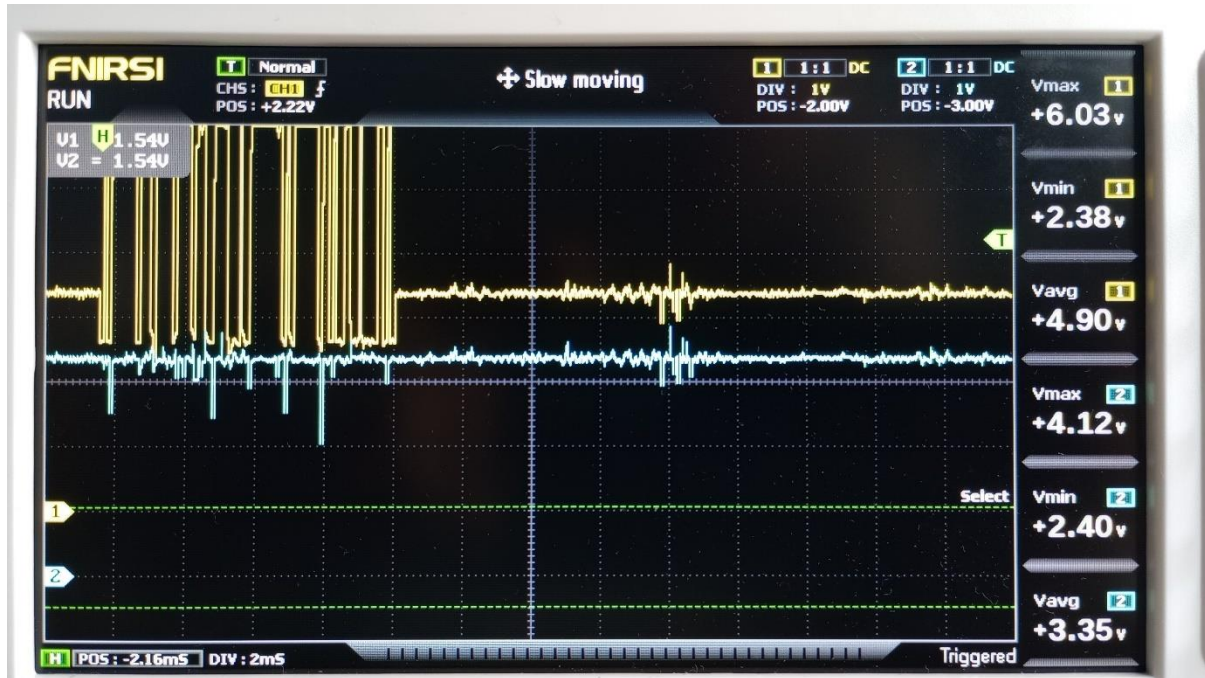 FNIRSI
RUN
T Normal
CHS: CH1
POS: +2.22V
Slow moving
1 1:1 DC
DIV: 1V
POS:-2.00V
2 1:1 DC
DIV: 1V
POS:-3.00V
V1 H 1.54V
V2 = 1.54V
T
1
2
Select
Vmax 1
+6.03v
Vmin 1
+2.38v
Vavg 1
+4.90v
Vmax 2
+4.12v
Vmin 2
+2.40v
Vavg 2
+3.35v
H POS:-2.16mS DIV:2mS
Triggered